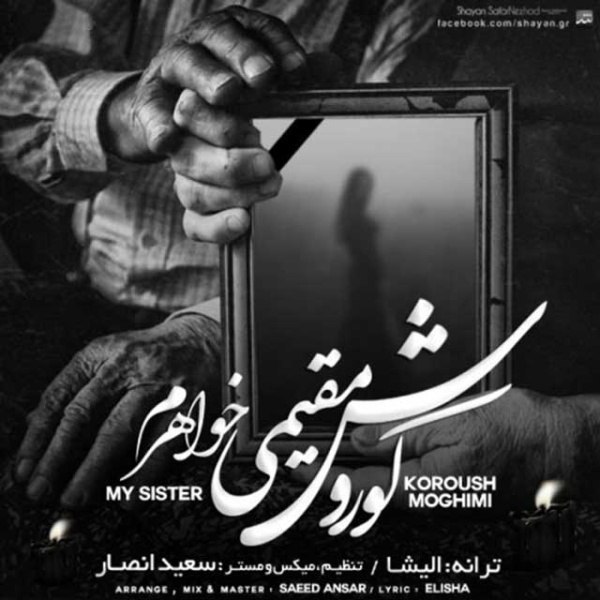 Shayan SafarNezhad
facebook.com/shayan.gr
کوروش مقیمی
خواهرم
MY SISTER
KOROUSH
MOGHIMI
ترانه: الیشا / تنظیم، میکس و مستر: سعید انصار
ARRANGE , MIX & MASTER : SAEED ANSAR / LYRIC : ELISHA